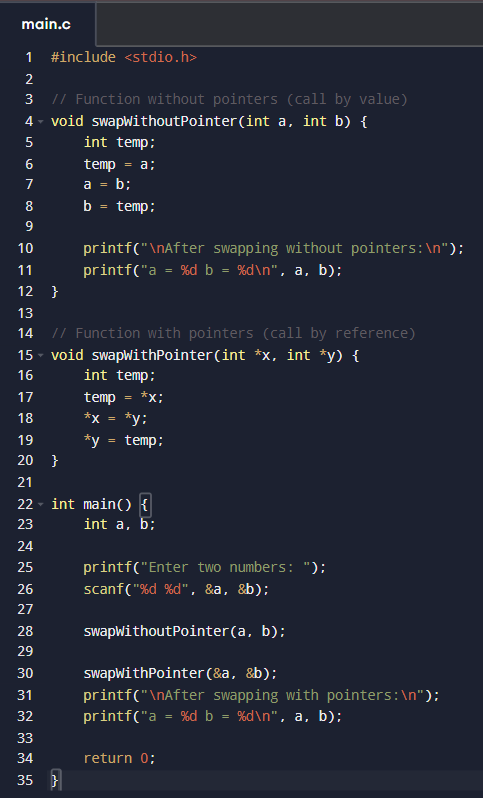 main.c
1 #include <stdio.h>
2
3 // Function without pointers (call by value)
4 void swapWithoutPointer(int a, int b) {
5     int temp;
6     temp = a;
7     a = b;
8     b = temp;
9
10     printf("\nAfter swapping without pointers:\n");
11     printf("a = %d b = %d\n", a, b);
12 }
13
14 // Function with pointers (call by reference)
15 void swapWithPointer(int *x, int *y) {
16     int temp;
17     temp = *x;
18     *x = *y;
19     *y = temp;
20 }
21
22 int main() {
23     int a, b;
24
25     printf("Enter two numbers: ");
26     scanf("%d %d", &a, &b);
27
28     swapWithoutPointer(a, b);
29
30     swapWithPointer(&a, &b);
31     printf("\nAfter swapping with pointers:\n");
32     printf("a = %d b = %d\n", a, b);
33
34     return 0;
35 }